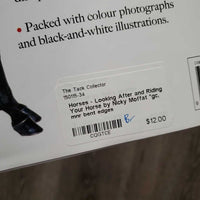 • Packed with colour photographs
and black-and-white illustrations.
The Tack Collector
Horses - Looking After and Riding
Your Horse by Nicky Moffat "gc,
mnr bent edges
$12.00